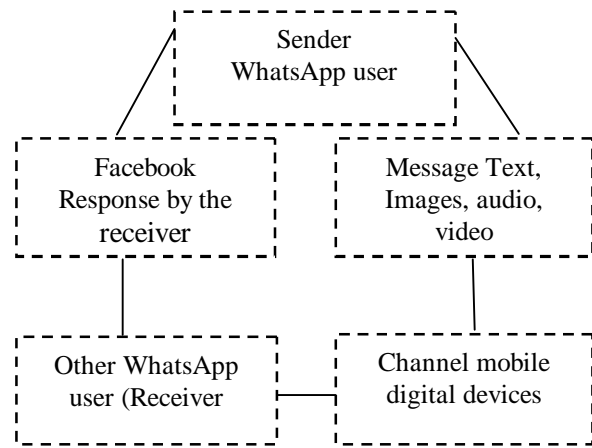 Sender
WhatsApp user
Facebook
Response by the
receiver
Message Text,
Images, audio,
video
Other WhatsApp
user (Receiver
Channel mobile
digital devices